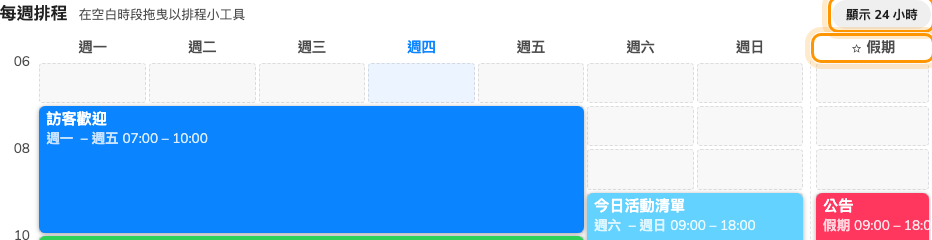 每週排程 在空白時段拖曳以排程小工具 顯示 24 小時
週一 週二 週三 週四 週五 週六 週日 ☆ 假期
06
訪客歡迎
週一 – 週五 07:00 – 10:00
08
今日活動清單 公告
週六 – 週日 09:00 – 18:00 假期 09:00 – 18:0
10